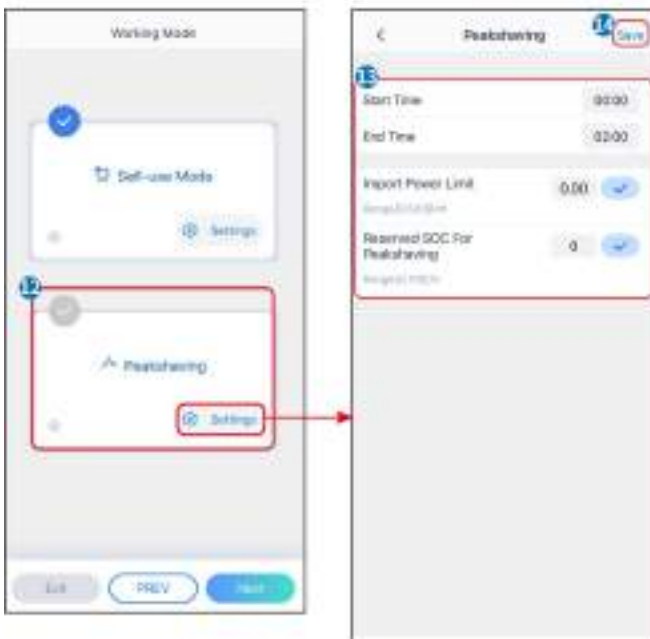 Working Mode
Self-use Mode
Settings
12
Peakshaving
Settings
Exit
PREV
Next
Peakshaving
14
Save
13
Start Time
00:00
End Time
02:00
Import Power Limit
0.00
Reserved SOC For
0
Peakshaving